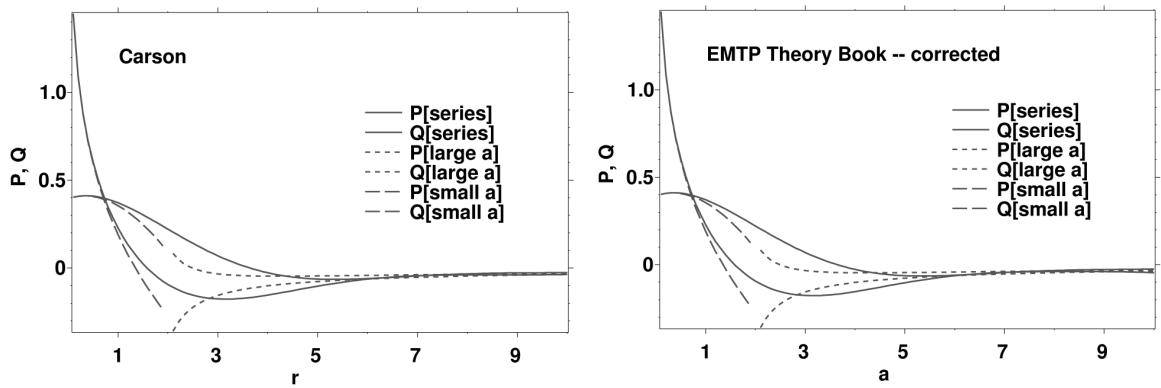 Carson
P, Q
1.0
0.5
0
P[series]
Q[series]
P[large a]
Q[large a]
P[small a]
Q[small a]
1 3 5 7 9
r
EMTP Theory Book -- corrected
P, Q
1.0
0.5
0
P[series]
Q[series]
P[large a]
Q[large a]
P[small a]
Q[small a]
1 3 5 7 9
a